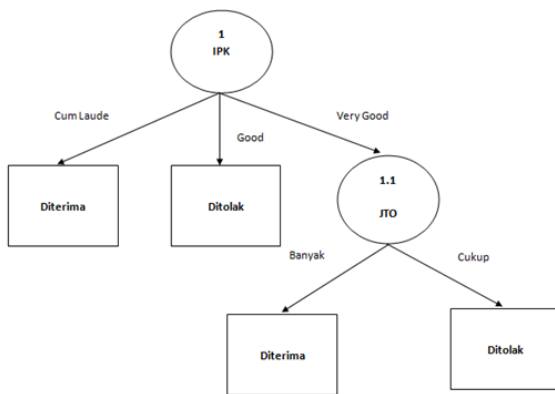 1
IPK
Cum Laude
Good
Very Good
Diterima
Ditolak
1.1
JTO
Banyak
Cukup
Diterima
Ditolak